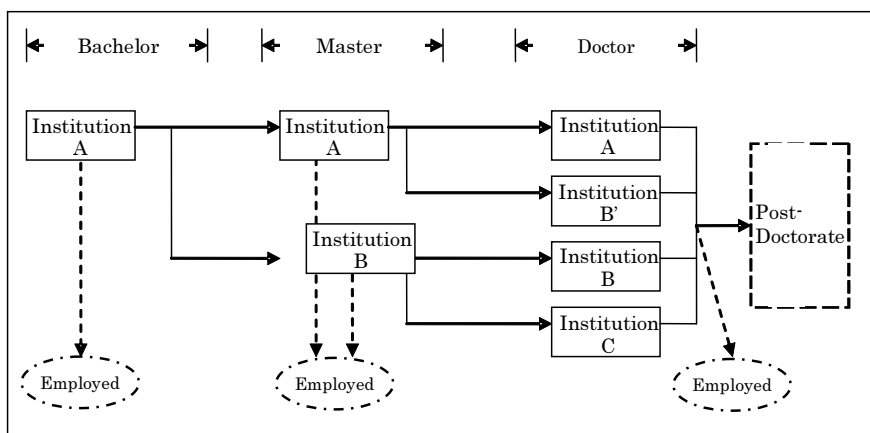 Bachelor
Master
Doctor
Institution
A
Institution
A
Institution
A
Institution
B'
Institution
B
Institution
B
Institution
C
Post-
Doctorate
Employed
Employed
Employed